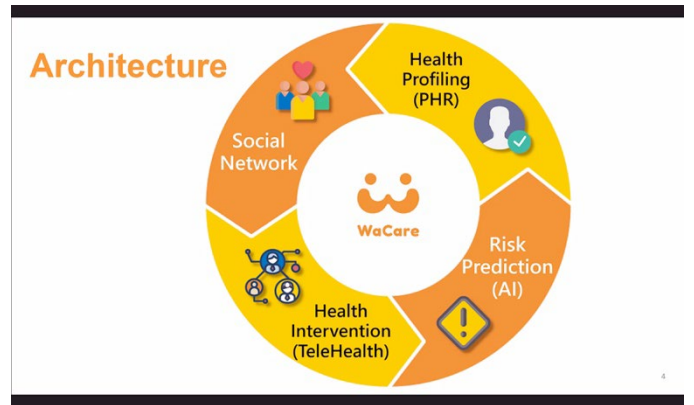 Architecture
Health
Profiling
(PHR)
Social
Network
WaCare
Risk
Prediction
(AI)
Health
Intervention
(TeleHealth)
4